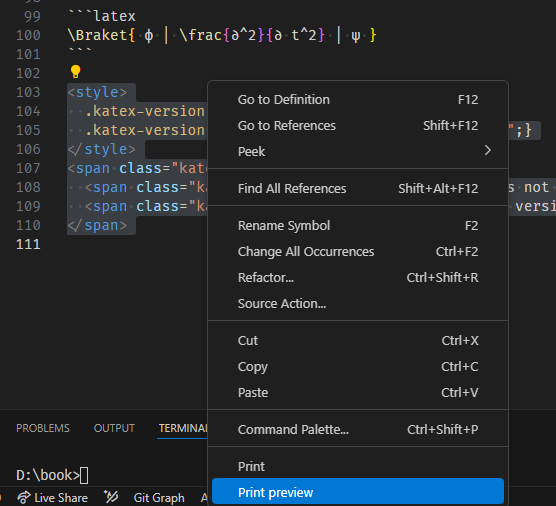 99 ```latex
100 \Braket{ ϕ | \frac{∂^2}{∂ t^2} | ψ }
101 ```
102
103 <style>
104 .katex-version
105 .katex-version ";}
106 </style>
107 <span class="kate
108 <span class="ka s not
109 <span class="ka versi
110 </span>
111
Go to Definition F12
Go to References Shift+F12
Peek
Find All References Shift+Alt+F12
Rename Symbol F2
Change All Occurrences Ctrl+F2
Refactor... Ctrl+Shift+R
Source Action...
Cut Ctrl+X
Copy Ctrl+C
Paste Ctrl+V
Command Palette... Ctrl+Shift+P
Print
Print preview
PROBLEMS OUTPUT TERMINAL
D:\book>
Live Share Git Graph A